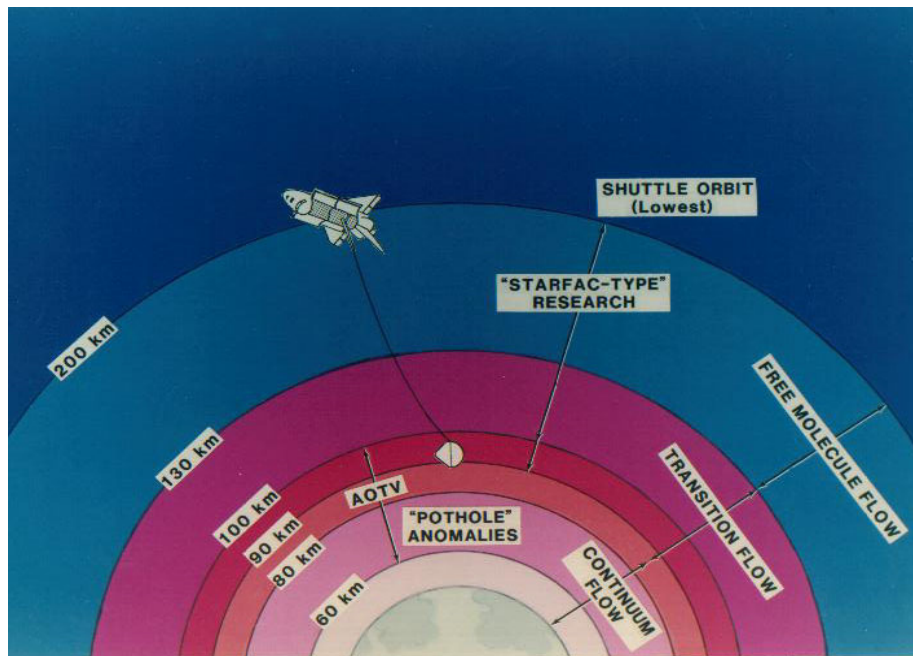 SHUTTLE ORBIT
(Lowest)
"STARFAC-TYPE"
RESEARCH
200 km
130 km
100 km
90 km
80 km
60 km
AOTV
"POTHOLE"
ANOMALIES
FREE MOLECULE FLOW
TRANSITION FLOW
CONTINUUM
FLOW